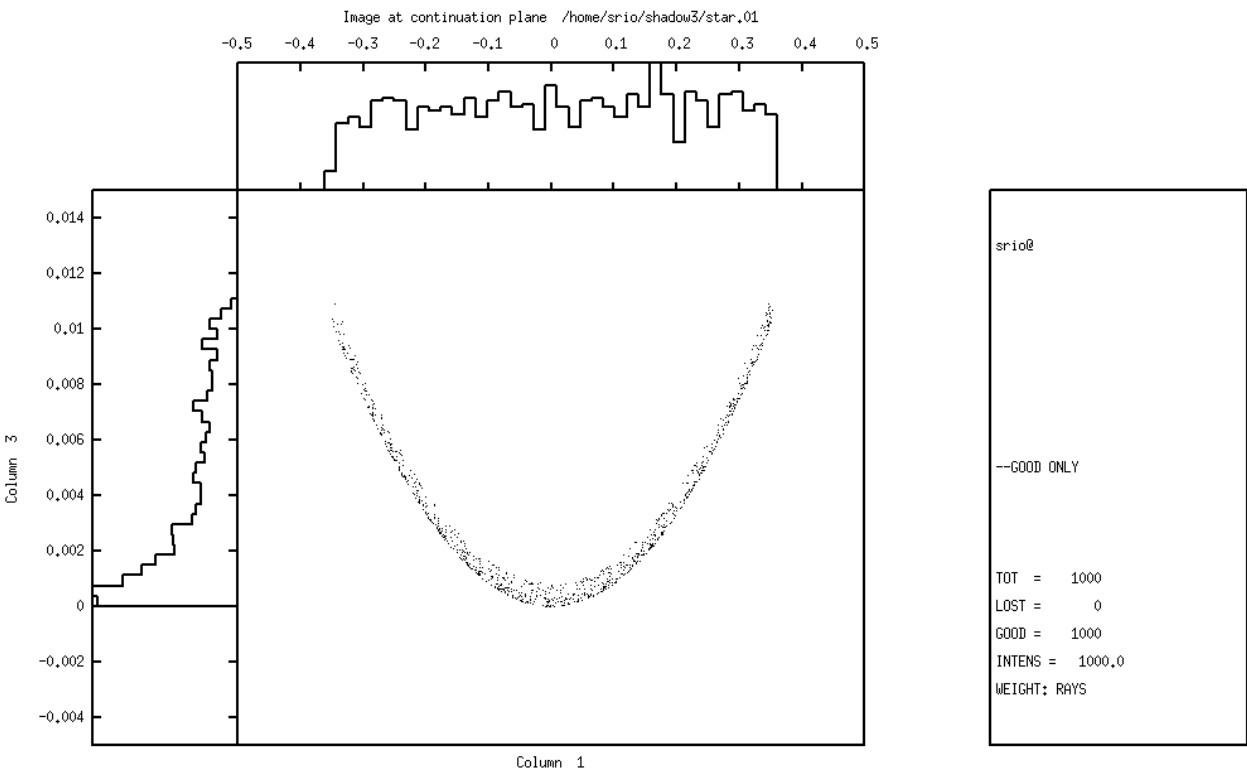 Image at continuation plane /home/srio/shadow3/star.01
-0.5 -0.4 -0.3 -0.2 -0.1 0 0.1 0.2 0.3 0.4 0.5
0.014
0.012
0.01
0.008
0.006
0.004
0.002
0
-0.002
-0.004
Column 3
Column 1
srio@
--GOOD ONLY
TOT = 1000
LOST = 0
GOOD = 1000
INTENS = 1000.0
WEIGHT: RAYS